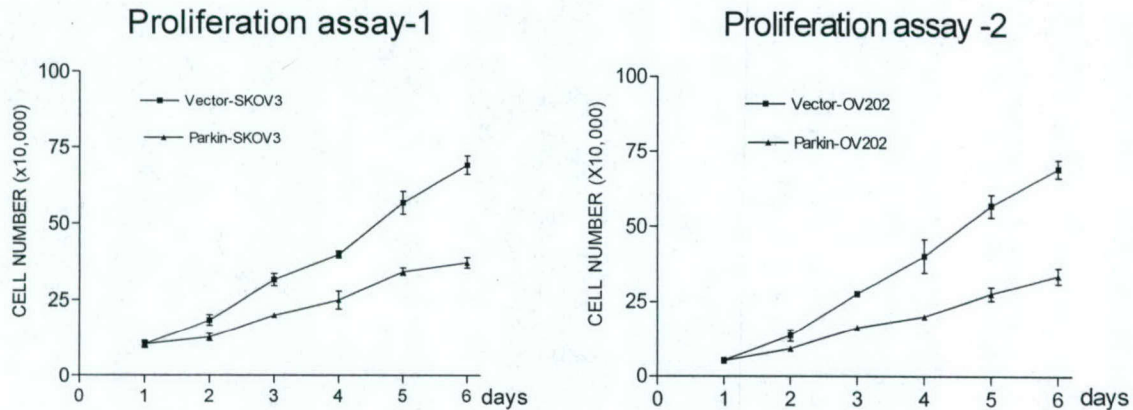 Proliferation assay-1
CELL NUMBER (x10,000)
100
75
50
25
0
Vector-SKOV3
Parkin-SKOV3
0 1 2 3 4 5 6 days
Proliferation assay -2
CELL NUMBER (X10,000)
100
75
50
25
0
Vector-OV202
Parkin-OV202
0 1 2 3 4 5 6 days